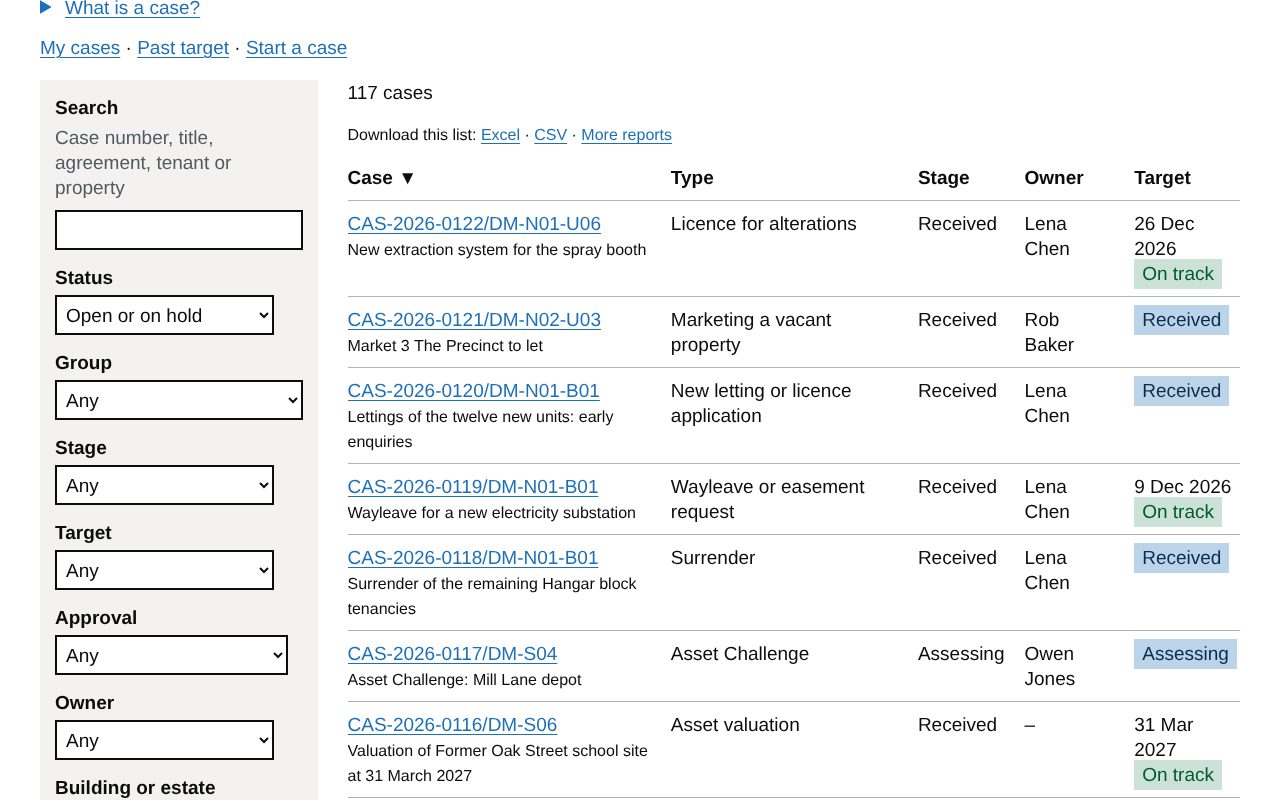 What is a case?
My cases · Past target · Start a case
Search
Case number, title,
agreement, tenant or
property
Status
Open or on hold
Group
Any
Stage
Any
Target
Any
Approval
Any
Owner
Any
Building or estate
117 cases
Download this list: Excel · CSV · More reports
Case ▼ Type Stage Owner Target
CAS-2026-0122/DM-N01-U06 Licence for alterations Received Lena 26 Dec
New extraction system for the spray booth Chen 2026
On track
CAS-2026-0121/DM-N02-U03 Marketing a vacant Received Rob Received
Market 3 The Precinct to let property Baker
CAS-2026-0120/DM-N01-B01 New letting or licence Received Lena Received
Lettings of the twelve new units: early application Chen
enquiries
CAS-2026-0119/DM-N01-B01 Wayleave or easement Received Lena 9 Dec 2026
Wayleave for a new electricity substation request Chen On track
CAS-2026-0118/DM-N01-B01 Surrender Received Lena Received
Surrender of the remaining Hangar block Chen
tenancies
CAS-2026-0117/DM-S04 Asset Challenge Assessing Owen Assessing
Asset Challenge: Mill Lane depot Jones
CAS-2026-0116/DM-S06 Asset valuation Received – 31 Mar
Valuation of Former Oak Street school site 2027
at 31 March 2027 On track